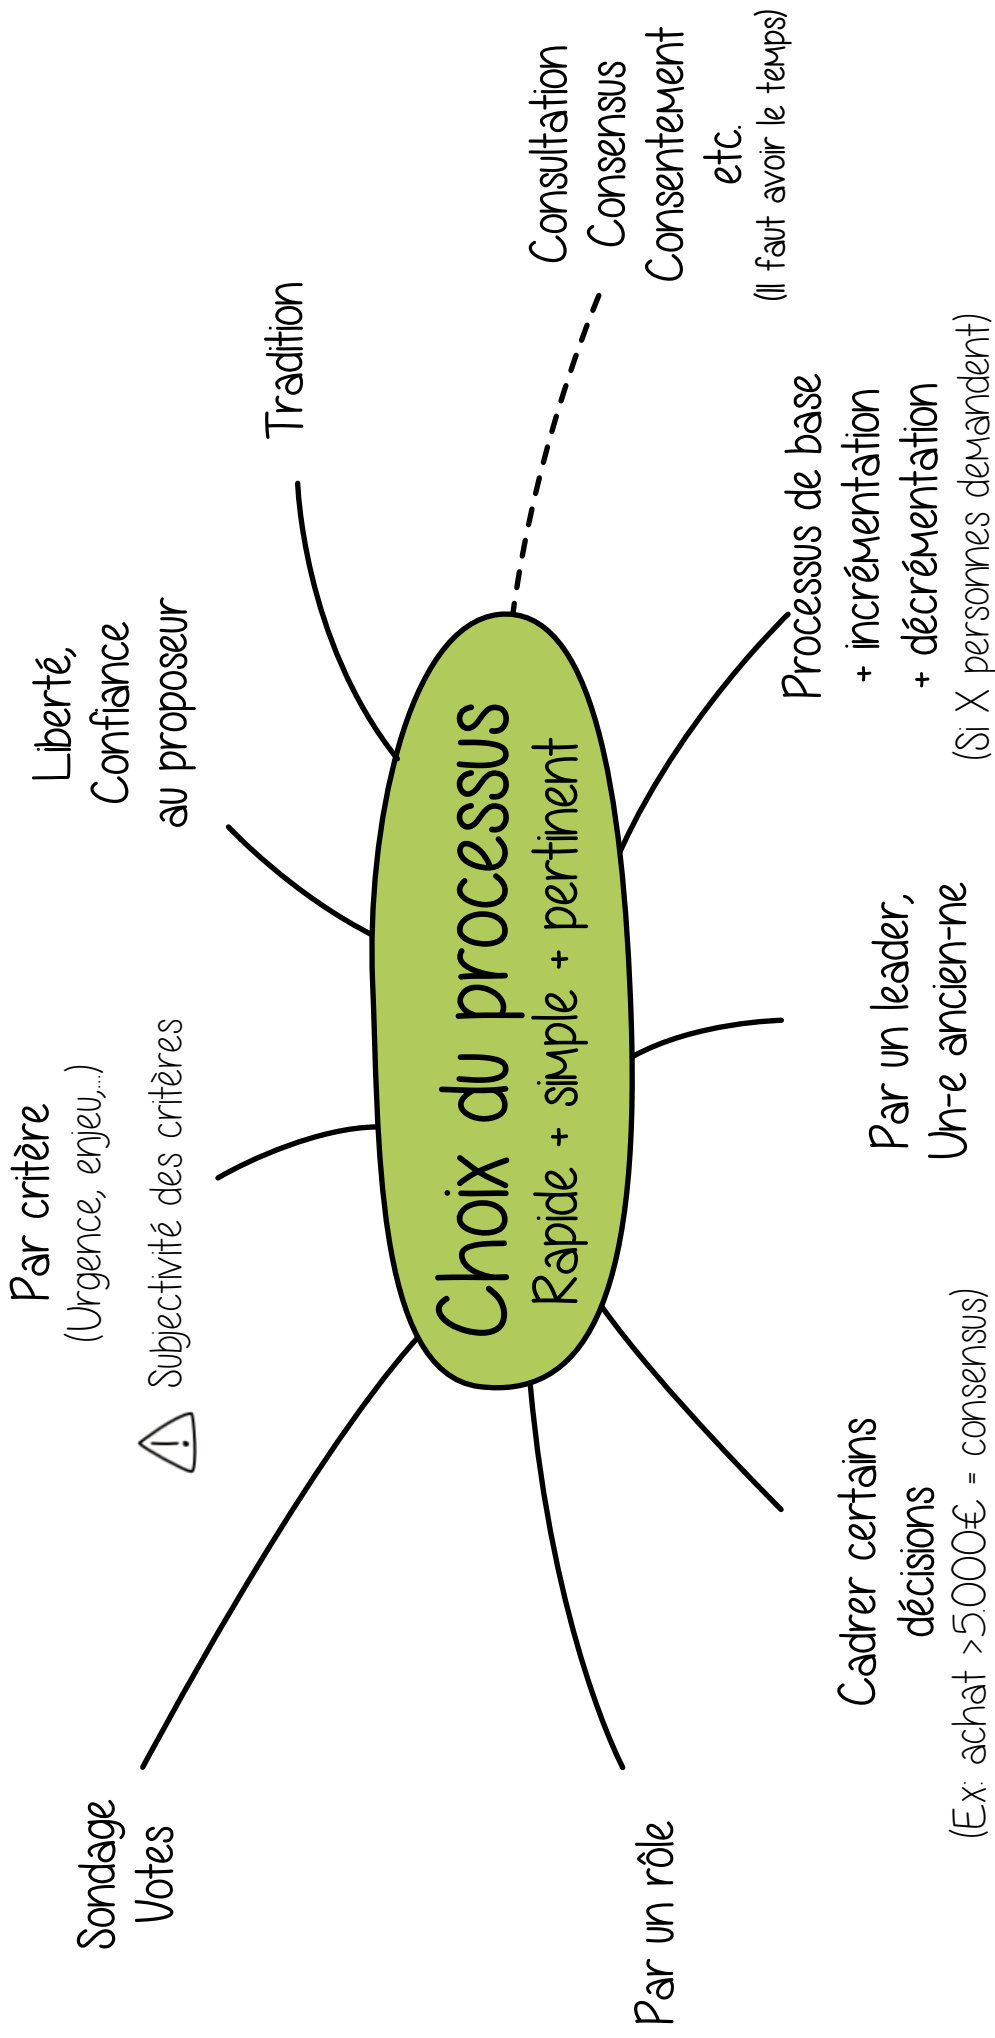 Choix du processus
Rapide + simple + pertinent
Sondage
Votes
Par critère
(Urgence, enjeu,...)
Subjectivité des critères
Liberté,
Confiance
au proposeur
Tradition
Consultation
Consensus
Consentement
etc.
(Il faut avoir le temps)
Processus de base
+ incrémentation
+ décrémentation
(Si X personnes demandent)
Par un leader,
Un-e ancien-ne
Cadrer certains
décisions
(Ex: achat >5.000€ = consensus)
Par un rôle